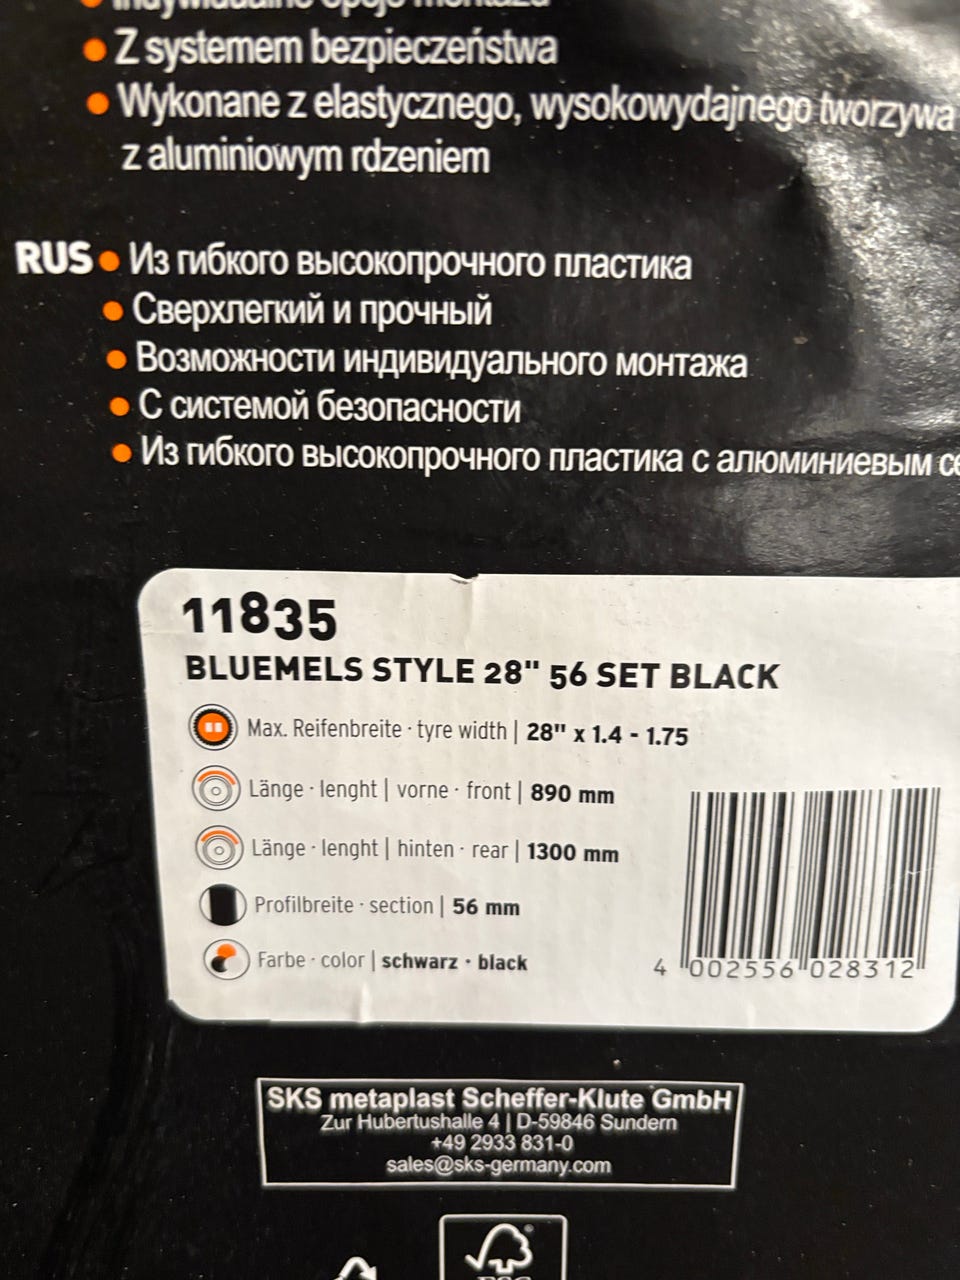 Indywidualne opcje montażu
Z systemem bezpieczeństwa
Wykonane z elastycznego, wysokowydajnego tworzywa
z aluminiowym rdzeniem
RUS • Из гибкого высокопрочного пластика
• Сверхлегкий и прочный
• Возможности индивидуального монтажа
• С системой безопасности
• Из гибкого высокопрочного пластика с алюминиевым
11835
BLUEMELS STYLE 28" 56 SET BLACK
Max. Reifenbreite · tyre width | 28" x 1.4 - 1.75
Länge · lenght | vorne · front | 890 mm
Länge · lenght | hinten · rear | 1300 mm
Profilbreite · section | 56 mm
Farbe · color | schwarz · black
4 002556 028312
SKS metaplast Scheffer-Klute GmbH
Zur Hubertushalle 4 | D-59846 Sundern
+49 2933 831-0
sales@sks-germany.com